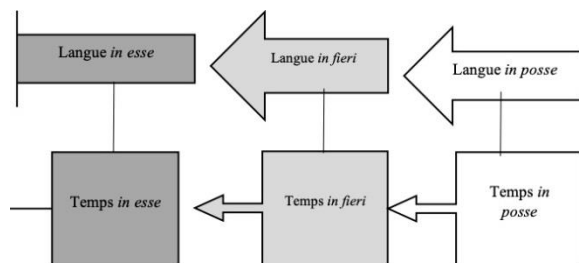 Langue in esse
Langue in fieri
Langue in posse
Temps in esse
Temps in fieri
Temps in
posse